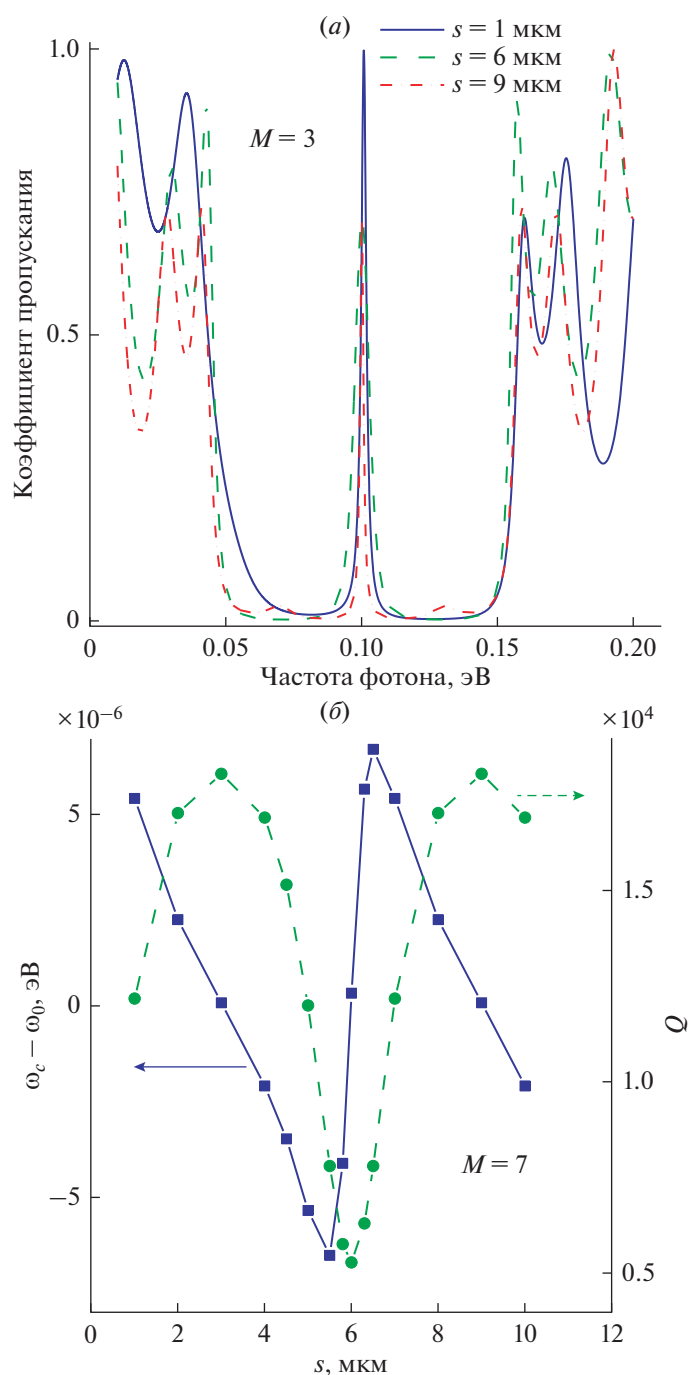 (а)
s = 1 мкм
s = 6 мкм
s = 9 мкм
M = 3
1.0
0.5
0
Коэффициент пропускания
0 0.05 0.10 0.15 0.20
Частота фотона, эВ
(б)
×10⁻⁶
×10⁴
5
0
−5
ω_c − ω₀, эВ
1.5
1.0
0.5
Q
M = 7
0 2 4 6 8 10 12
s, мкм